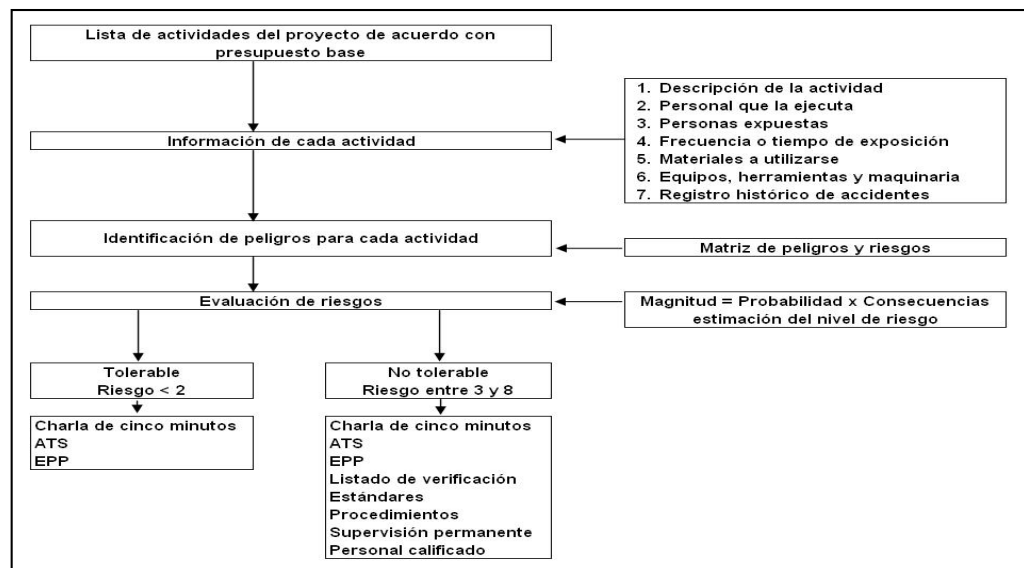 Lista de actividades del proyecto de acuerdo con
presupuesto base
1. Descripción de la actividad
2. Personal que la ejecuta
3. Personas expuestas
4. Frecuencia o tiempo de exposición
5. Materiales a utilizarse
6. Equipos, herramientas y maquinaria
7. Registro histórico de accidentes
Información de cada actividad
Identificación de peligros para cada actividad
Matriz de peligros y riesgos
Evaluación de riesgos
Magnitud = Probabilidad x Consecuencias
estimación del nivel de riesgo
Tolerable
Riesgo < 2
No tolerable
Riesgo entre 3 y 8
Charla de cinco minutos
ATS
EPP
Charla de cinco minutos
ATS
EPP
Listado de verificación
Estándares
Procedimientos
Supervisión permanente
Personal calificado